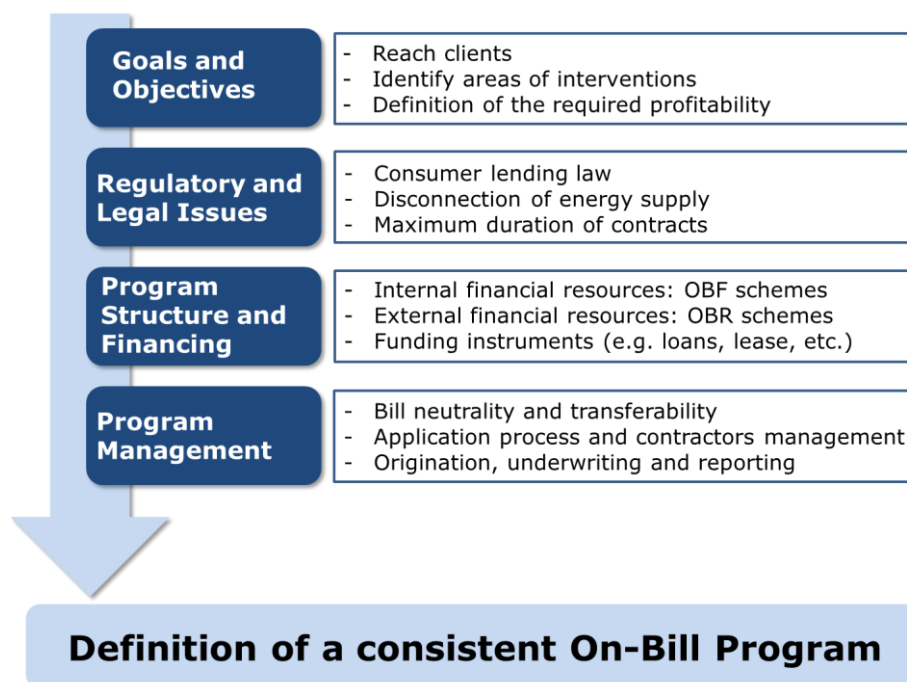 Goals and
Objectives
- Reach clients
- Identify areas of interventions
- Definition of the required profitability
Regulatory and
Legal Issues
- Consumer lending law
- Disconnection of energy supply
- Maximum duration of contracts
Program
Structure and
Financing
- Internal financial resources: OBF schemes
- External financial resources: OBR schemes
- Funding instruments (e.g. loans, lease, etc.)
Program
Management
- Bill neutrality and transferability
- Application process and contractors management
- Origination, underwriting and reporting
Definition of a consistent On-Bill Program